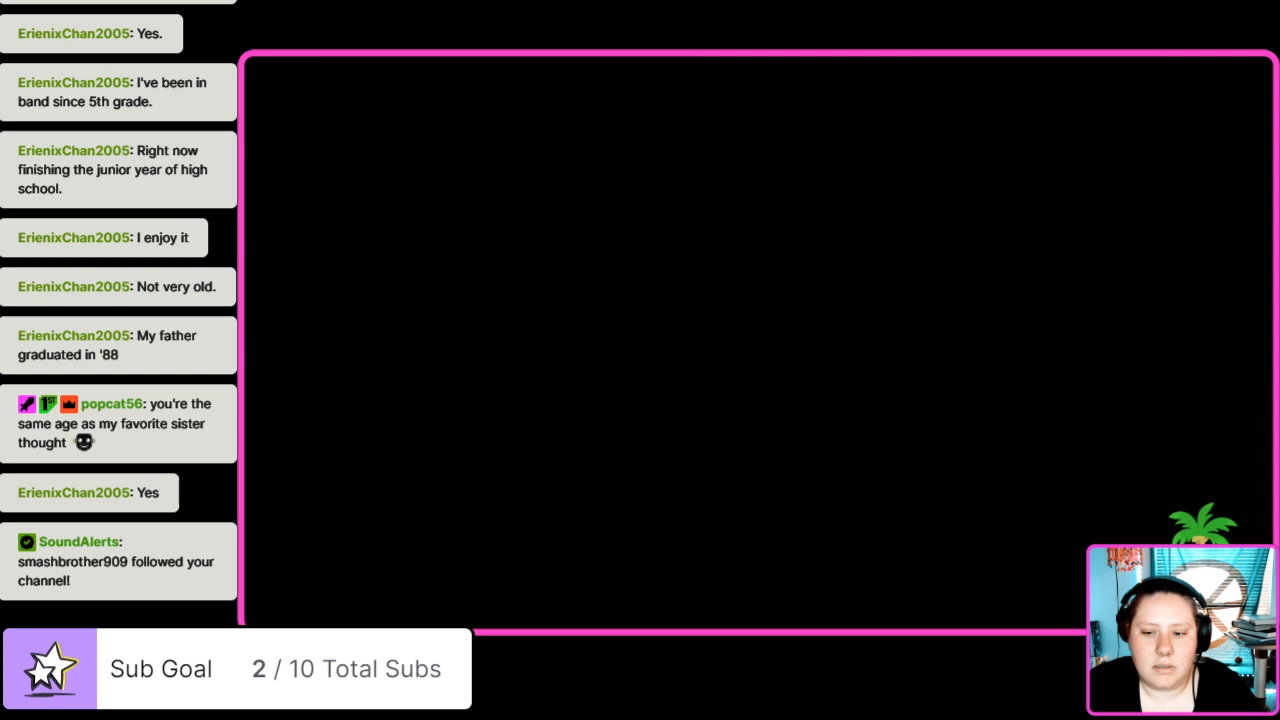 ErienixChan2005: Yes.
ErienixChan2005: I've been in
band since 5th grade.
ErienixChan2005: Right now
finishing the junior year of high
school.
ErienixChan2005: I enjoy it
ErienixChan2005: Not very old.
ErienixChan2005: My father
graduated in '88
1ST popcat56: you're the
same age as my favorite sister
thought
ErienixChan2005: Yes
SoundAlerts:
smashbrother909 followed your
channel!
Sub Goal 2 / 10 Total Subs